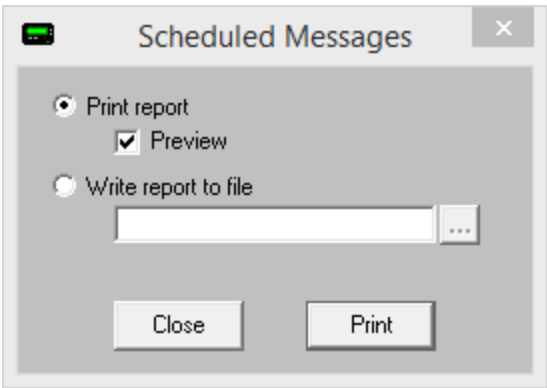 Scheduled Messages
Print report
Preview
Write report to file
...
Close Print